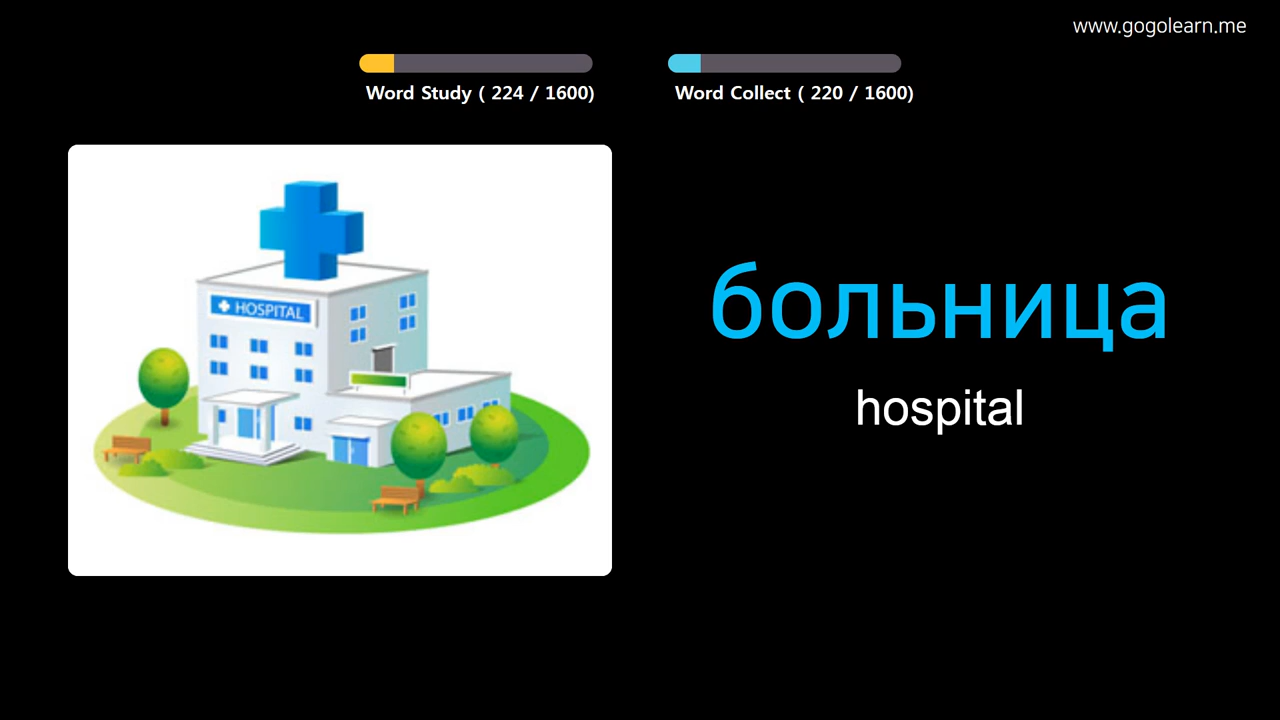 www.gogolearn.me
Word Study ( 224 / 1600)
Word Collect ( 220 / 1600)
HOSPITAL
больница
hospital